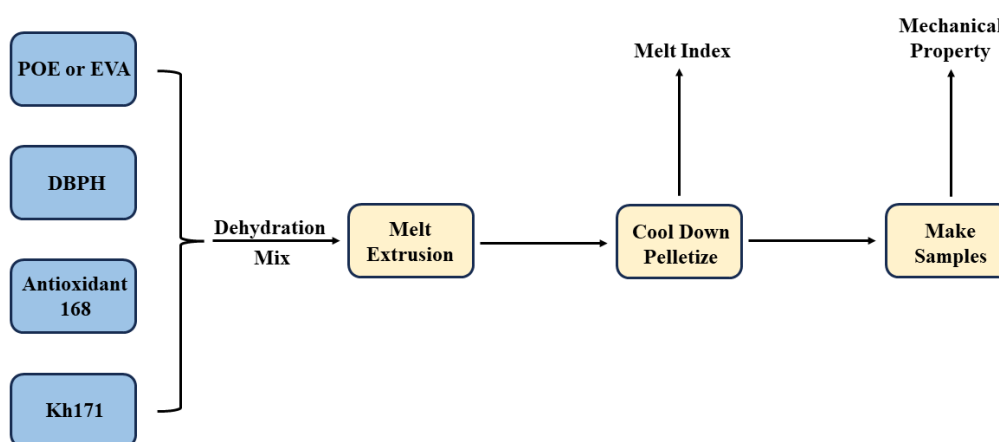 POE or EVA
DBPH
Antioxidant
168
Kh171
Dehydration
Mix
Melt
Extrusion
Melt Index
Cool Down
Pelletize
Mechanical
Property
Make
Samples